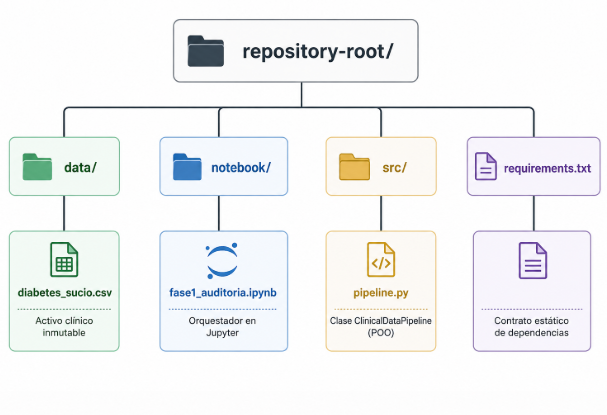 repository-root/
data/
notebook/
src/
requirements.txt
diabetes_sucio.csv
Activo clínico
inmutable
fase1_auditoria.ipynb
Orquestador en
Jupyter
pipeline.py
Clase ClinicalDataPipeline
(POO)
Contrato estático
de dependencias